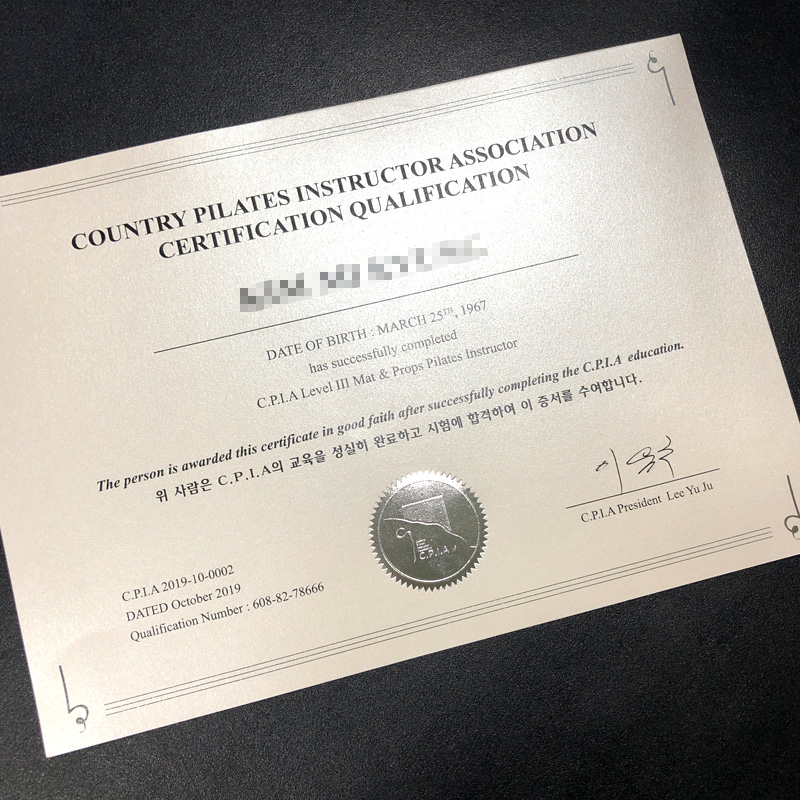 COUNTRY PILATES INSTRUCTOR ASSOCIATION
CERTIFICATION QUALIFICATION
DATE OF BIRTH : MARCH 25TH, 1967
has successfully completed
C.P.I.A Level III Mat & Props Pilates Instructor
The person is awarded this certificate in good faith after successfully completing the C.P.I.A education.
위 사람은 C.P.I.A의 교육을 성실히 완료하고 시험에 합격하여 이 증서를 수여합니다.
C.P.I.A
C.P.I.A President Lee Yu Ju
C.P.I.A 2019-10-0002
DATED October 2019
Qualification Number : 608-82-78666